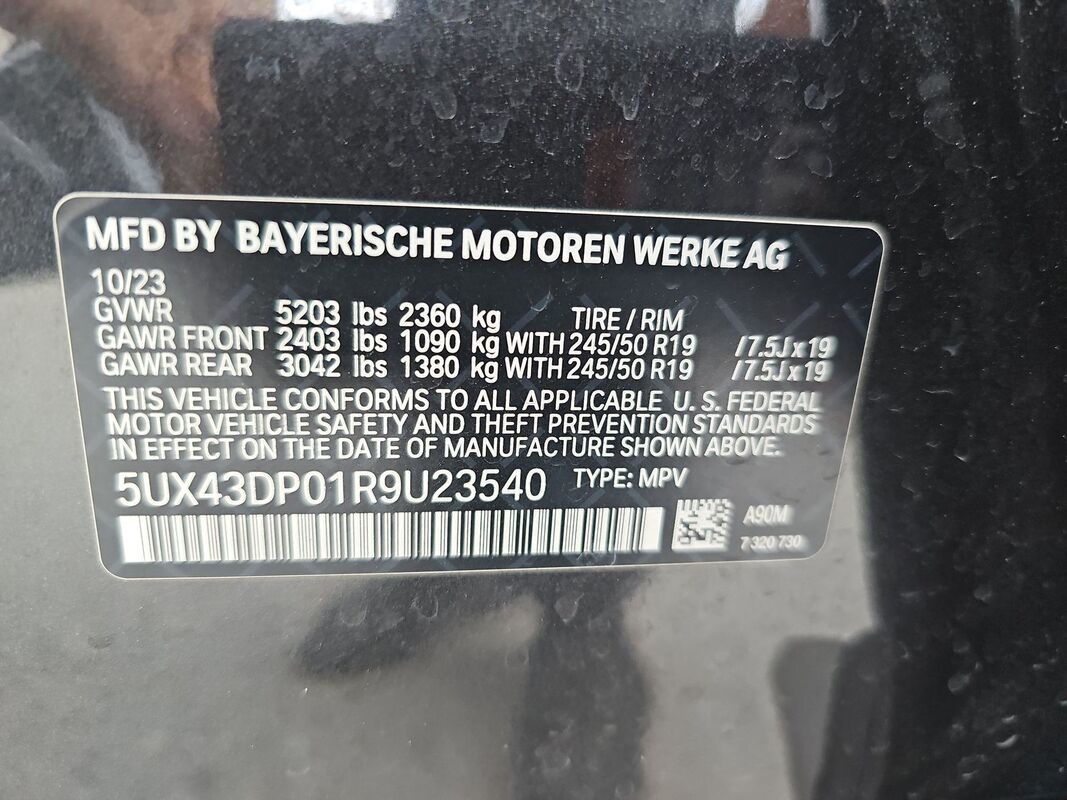 MFD BY BAYERISCHE MOTOREN WERKE AG
10/23
GVWR 5203 lbs 2360 kg TIRE / RIM
GAWR FRONT 2403 lbs 1090 kg WITH 245/50 R19 / 7.5J x 19
GAWR REAR 3042 lbs 1380 kg WITH 245/50 R19 / 7.5J x 19
THIS VEHICLE CONFORMS TO ALL APPLICABLE U. S. FEDERAL
MOTOR VEHICLE SAFETY AND THEFT PREVENTION STANDARDS
IN EFFECT ON THE DATE OF MANUFACTURE SHOWN ABOVE.
5UX43DP01R9U23540 TYPE: MPV
A90M
7 320 730